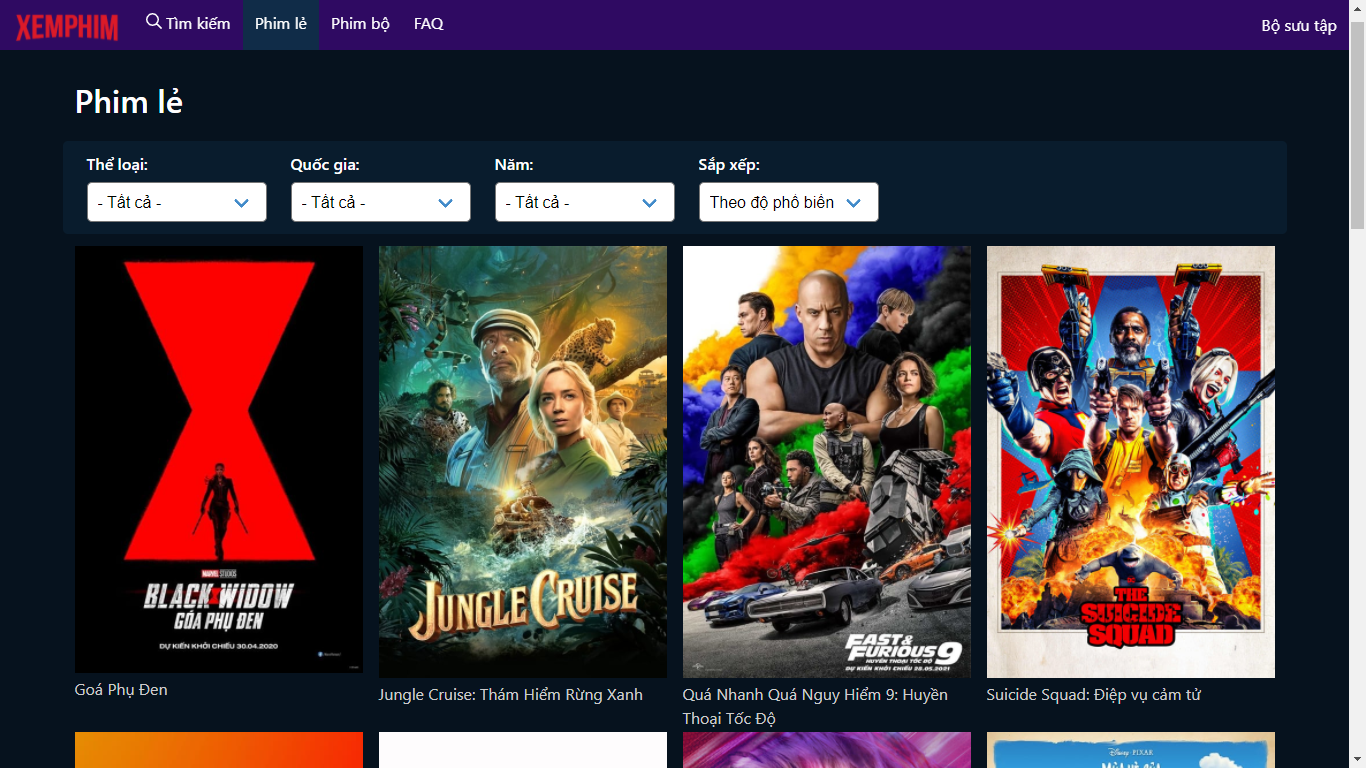 XEMPHIM
Tìm kiếm
Phim lẻ
Phim bộ
FAQ
Bộ sưu tập
Phim lẻ
Thể loại:
Quốc gia:
Năm:
Sắp xếp:
- Tất cả -
- Tất cả -
- Tất cả -
Theo độ phổ biến
MARVEL STUDIOS
BLACK WIDOW
GÓA PHỤ ĐEN
DỰ KIẾN KHỞI CHIẾU 30.04.2020
JUNGLE CRUISE
FAST &
FURIOUS 9
HUYỀN THOẠI TỐC ĐỘ
DỰ KIẾN KHỞI CHIẾU 28.05.2021
THE
SUICIDE
SQUAD
Goá Phụ Đen
Jungle Cruise: Thám Hiểm Rừng Xanh
Quá Nhanh Quá Nguy Hiểm 9: Huyền
Thoại Tốc Độ
Suicide Squad: Điệp vụ cảm tử
Disney · PIXAR